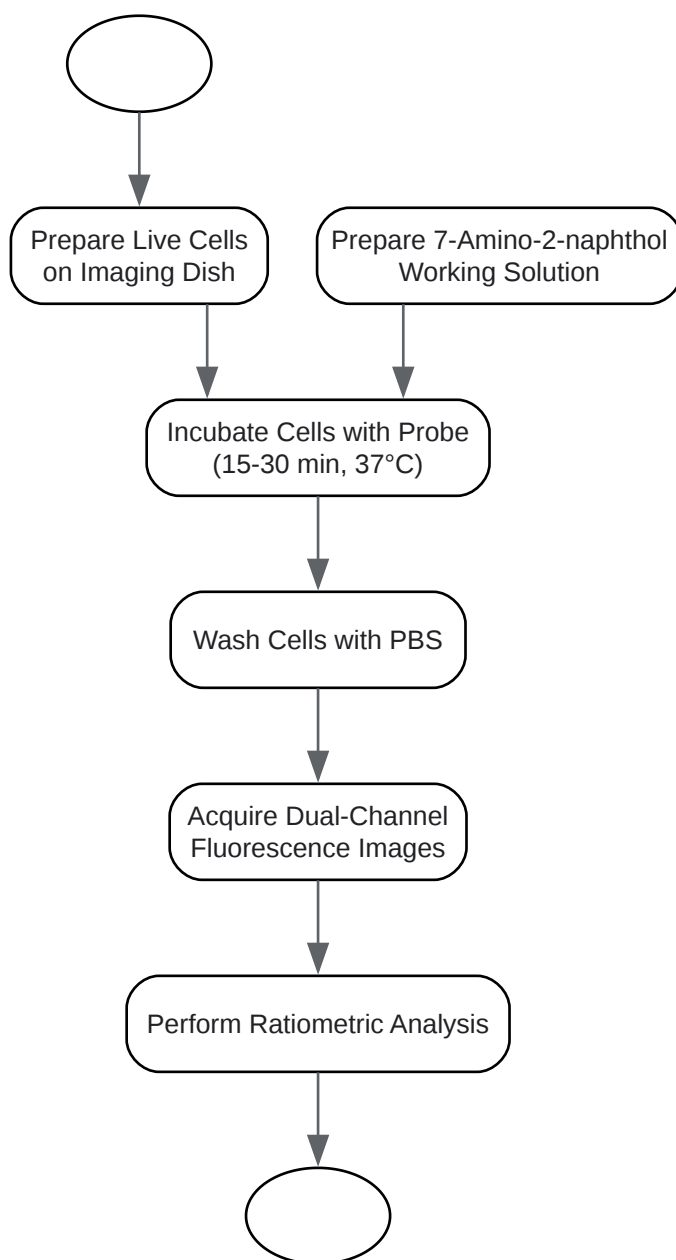 Prepare Live Cells
on Imaging Dish
Prepare 7-Amino-2-naphthol
Working Solution
Incubate Cells with Probe
(15-30 min, 37°C)
Wash Cells with PBS
Acquire Dual-Channel
Fluorescence Images
Perform Ratiometric Analysis